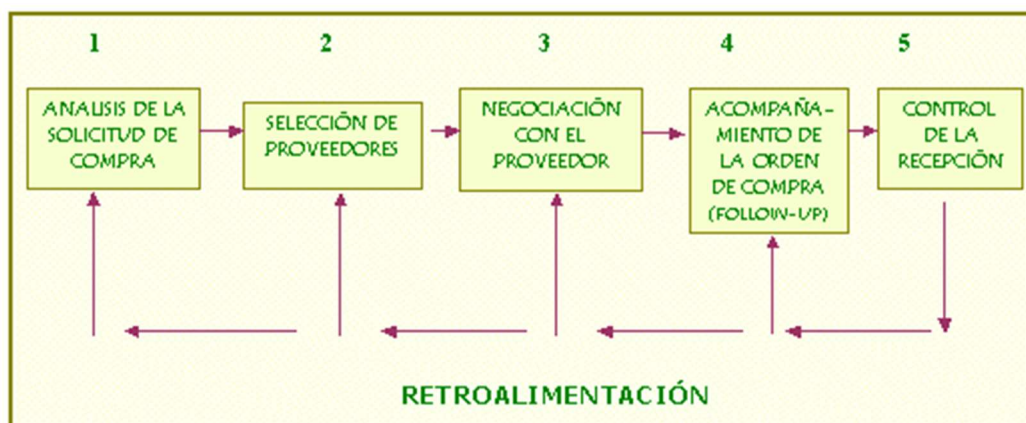 1
2
3
4
5
ANALISIS DE LA
SOLICITUD DE
COMPRA
SELECCIÓN DE
PROVEEDORES
NEGOCIACIÓN
CON EL
PROVEEDOR
ACOMPAÑA-
MIENTO DE
LA ORDEN
DE COMPRA
(FOLLOW-UP)
CONTROL
DE LA
RECEPCIÓN
RETROALIMENTACIÓN